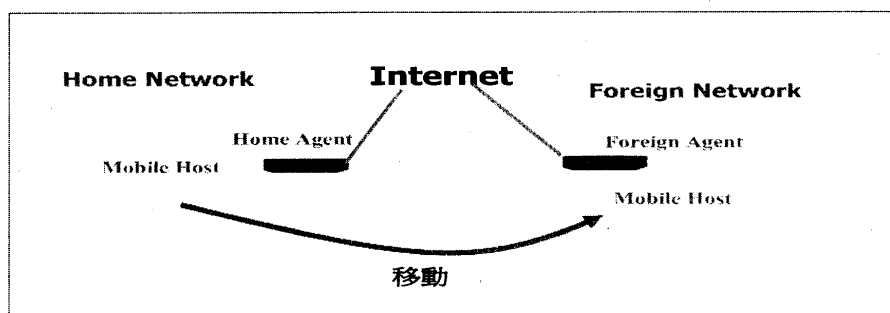 Internet
Home Network
Foreign Network
Home Agent
Foreign Agent
Mobile Host
Mobile Host
移動